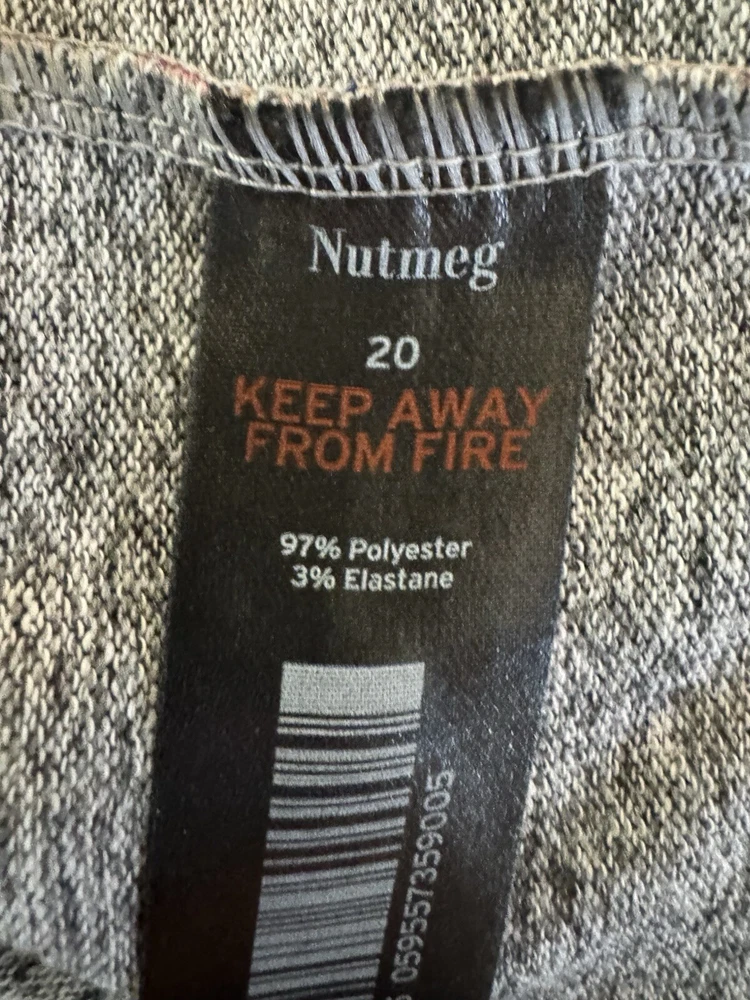 Nutmeg
20
KEEP AWAY
FROM FIRE
97% Polyester
3% Elastane
059557359005